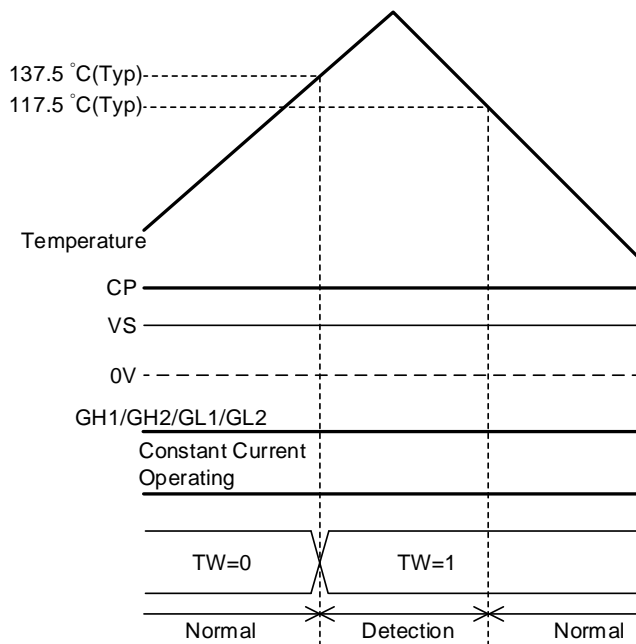 137.5 °C(Typ)
117.5 °C(Typ)
Temperature
CP
VS
0V
GH1/GH2/GL1/GL2
Constant Current
Operating
TW=0 TW=1
Normal Detection Normal